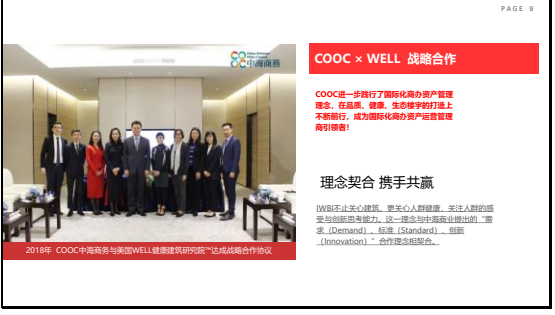 PAGE 9
中海商務
COOC × WELL 战略合作
COOC进一步践行了国际化商办资产管理
理念，在品质、健康、生态楼宇的打造上
不断前行，成为国际化商办资产运营管理
商引领者！
理念契合 携手共赢
IWBI不止关心建筑，更关心人群健康，关注人群的感
受与创新思考能力。这一理念与中海商业提出的“需
求（Demand）、标准（Standard）、创新
（Innovation）”合作理念相契合。
2018年 COOC中海商务与美国WELL健康建筑研究院™达成战略合作协议